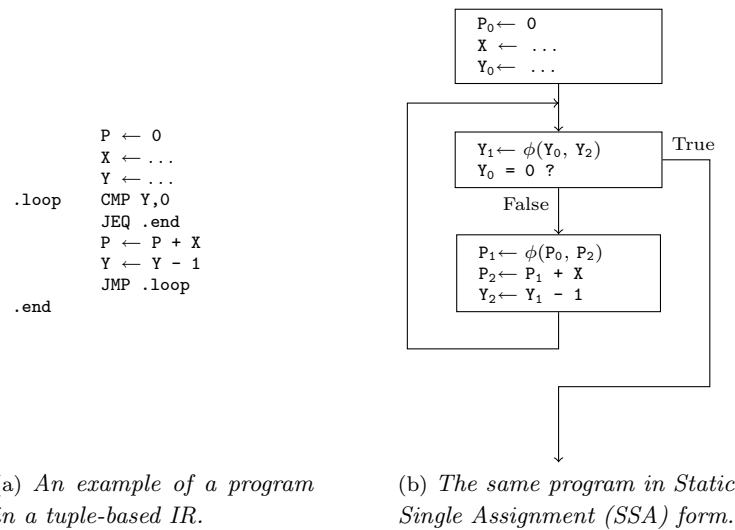 P ← 0
X ← ...
Y ← ...
.loop CMP Y,0
JEQ .end
P ← P + X
Y ← Y - 1
JMP .loop
.end
(a) An example of a program
in a tuple-based IR.
P₀← 0
X ← ...
Y₀← ...
Y₁← ϕ(Y₀, Y₂)
Y₀ = 0 ?
True
False
P₁← ϕ(P₀, P₂)
P₂← P₁ + X
Y₂← Y₁ - 1
(b) The same program in Static
Single Assignment (SSA) form.